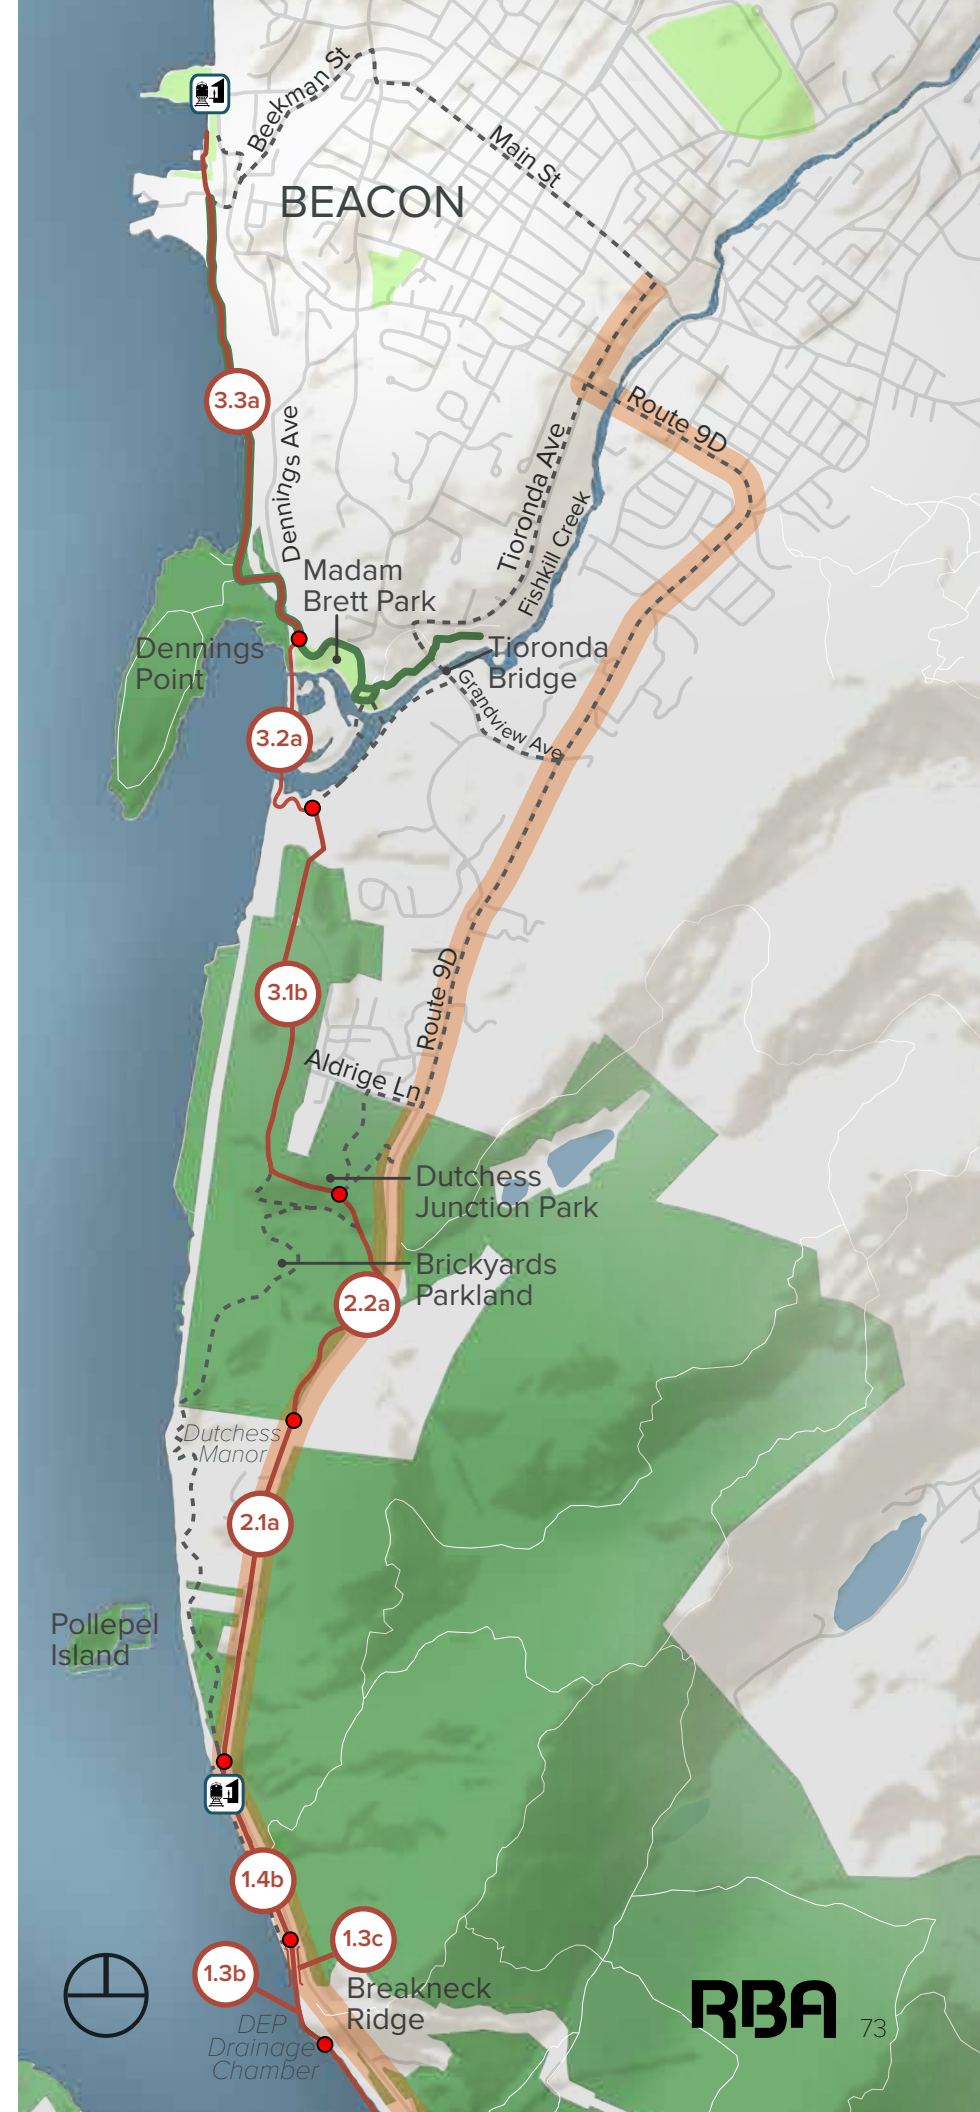 Beekman St
Main St
BEACON
3.3a
Route 9D
Dennings Ave
Tioronda Ave
Fishkill Creek
Madam
Brett Park
Dennings
Point
Tioronda
Bridge
Grandview Ave
3.2a
Route 9D
3.1b
Aldrige Ln
Dutchess
Junction Park
Brickyards
Parkland
2.2a
Dutchess
Manor
2.1a
Pollepel
Island
1.4b
1.3c
1.3b
Breakneck
Ridge
DEP
Drainage
Chamber
RBA
73